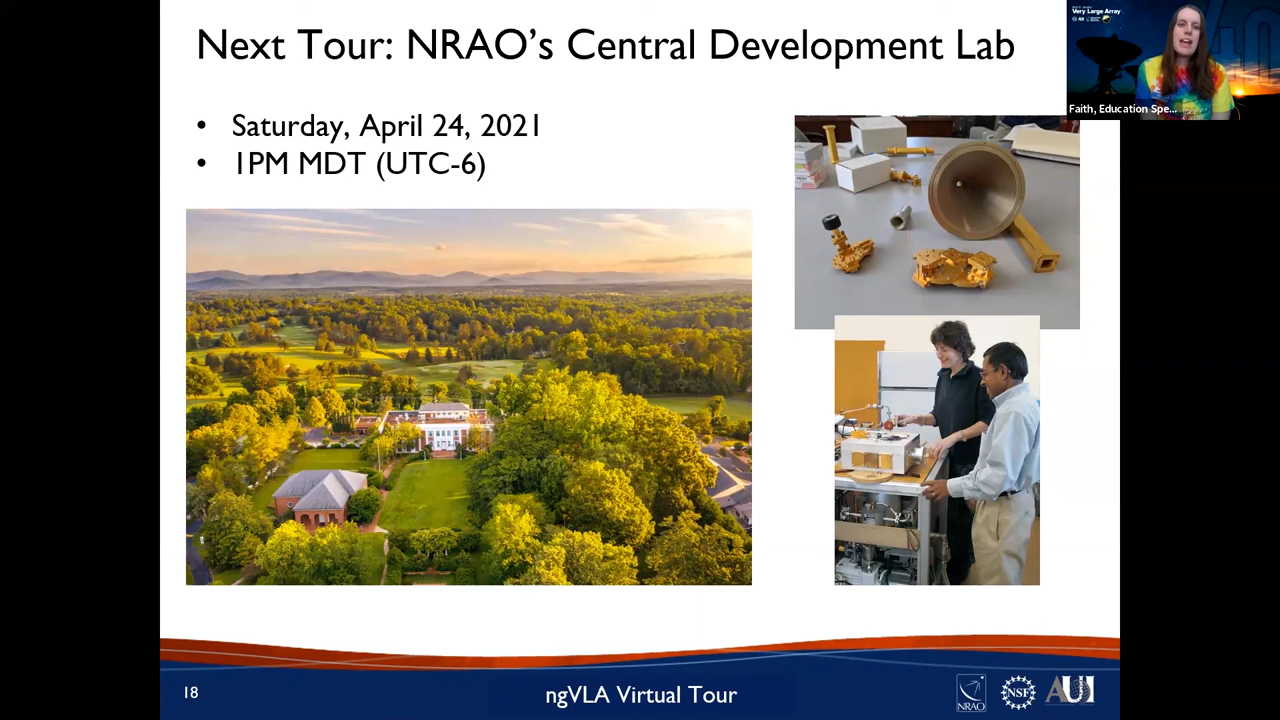 Next Tour: NRAO's Central Development Lab
• Saturday, April 24, 2021
• 1PM MDT (UTC-6)
Very Large Array
40
Faith, Education Spe...
18
ngVLA Virtual Tour
NRAO
NSF
AUI